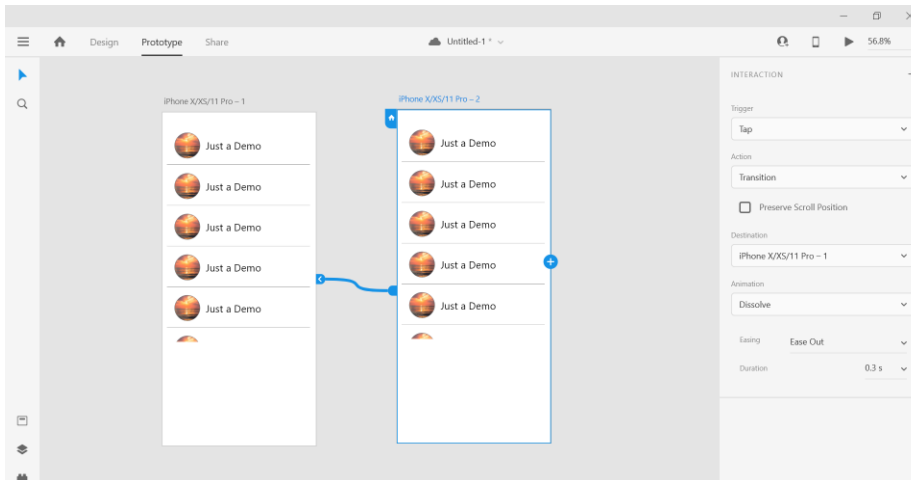 Design Prototype Share Untitled-1 * 56.8%
iPhone X/XS/11 Pro – 1
Just a Demo
Just a Demo
Just a Demo
Just a Demo
Just a Demo
iPhone X/XS/11 Pro – 2
Just a Demo
Just a Demo
Just a Demo
Just a Demo
Just a Demo
INTERACTION
Trigger
Tap
Action
Transition
Preserve Scroll Position
Destination
iPhone X/XS/11 Pro – 1
Animation
Dissolve
Easing Ease Out
Duration 0.3 s